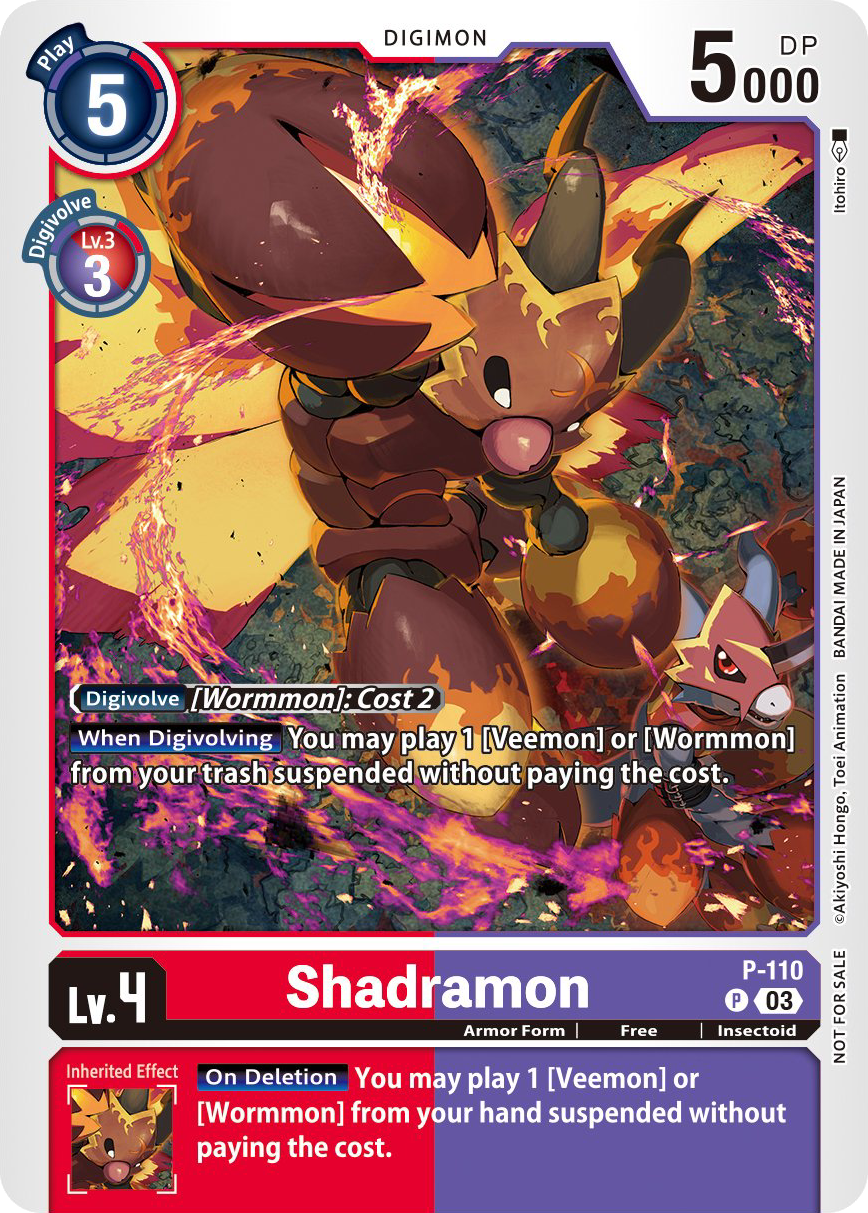 DIGIMON
Play
5
DP
5000
Digivolve
Lv.3
3
Itohiro
BANDAI MADE IN JAPAN
©Akiyoshi Hongo, Toei Animation
NOT FOR SALE
Digivolve [Wormmon]: Cost 2
When Digivolving You may play 1 [Veemon] or [Wormmon]
from your trash suspended without paying the cost.
Lv.4
Shadramon
P-110
P 03
Armor Form | Free | Insectoid
Inherited Effect
On Deletion You may play 1 [Veemon] or
[Wormmon] from your hand suspended without
paying the cost.